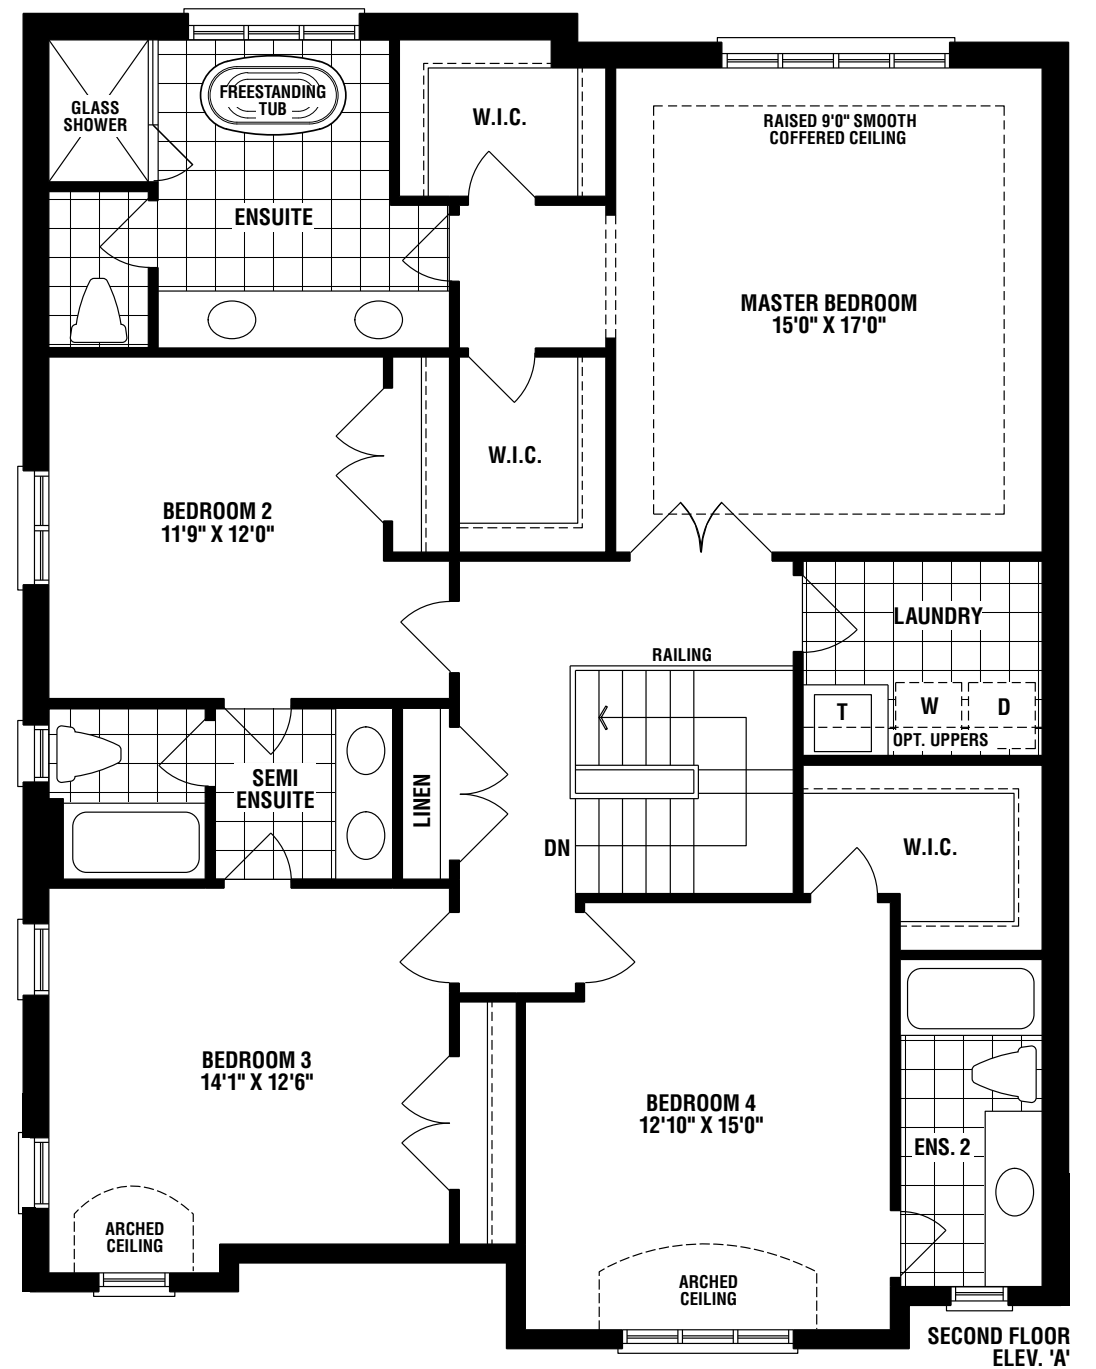 GLASS
SHOWER
FREESTANDING
TUB
W.I.C.
RAISED 9'0" SMOOTH
COFFERED CEILING
ENSUITE
MASTER BEDROOM
15'0" X 17'0"
W.I.C.
BEDROOM 2
11'9" X 12'0"
LAUNDRY
RAILING
T
W
D
OPT. UPPERS
SEMI
ENSUITE
LINEN
DN
W.I.C.
BEDROOM 3
14'1" X 12'6"
BEDROOM 4
12'10" X 15'0"
ENS. 2
ARCHED
CEILING
ARCHED
CEILING
SECOND FLOOR
ELEV. 'A'